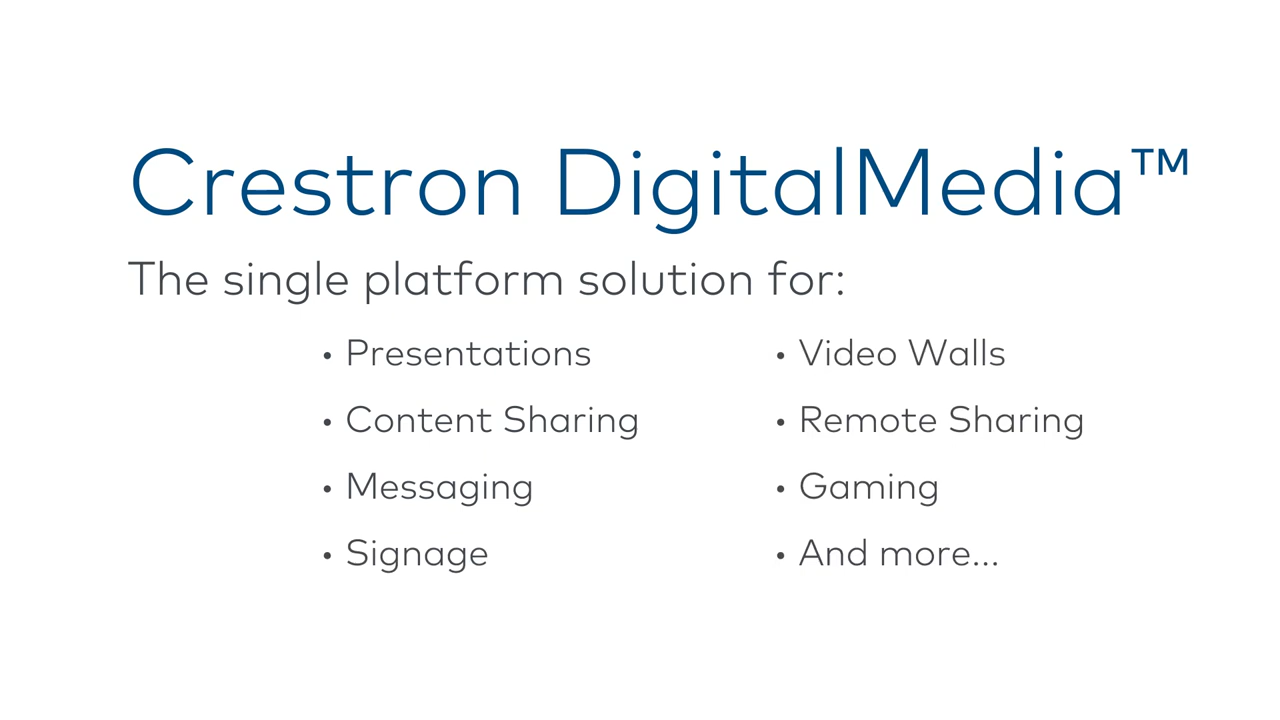 Crestron DigitalMedia™
The single platform solution for:
• Presentations
• Content Sharing
• Messaging
• Signage
• Video Walls
• Remote Sharing
• Gaming
• And more...